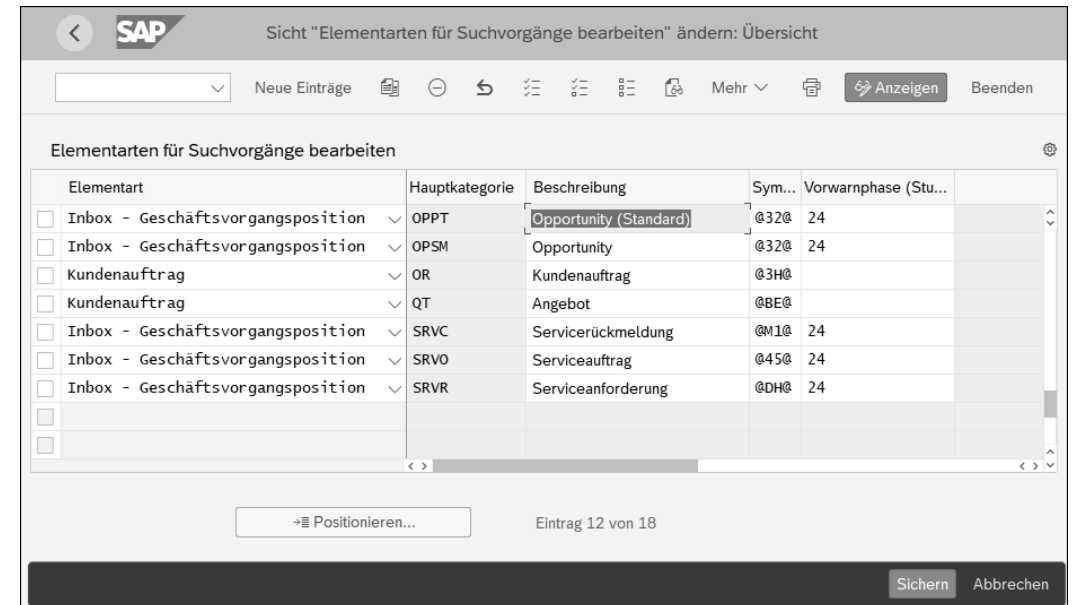 SAP Sicht "Elementarten für Suchvorgänge bearbeiten" ändern: Übersicht
Neue Einträge Mehr Anzeigen Beenden
Elementarten für Suchvorgänge bearbeiten
Elementart Hauptkategorie Beschreibung Sym... Vorwarnphase (Stu...
Inbox - Geschäftsvorgangsposition OPPT Opportunity (Standard) @32@ 24
Inbox - Geschäftsvorgangsposition OPSM Opportunity @32@ 24
Kundenauftrag OR Kundenauftrag @3H@
Kundenauftrag QT Angebot @BE@
Inbox - Geschäftsvorgangsposition SRVC Servicerückmeldung @M1@ 24
Inbox - Geschäftsvorgangsposition SRVO Serviceauftrag @45@ 24
Inbox - Geschäftsvorgangsposition SRVR Serviceanforderung @DH@ 24
Positionieren... Eintrag 12 von 18
Sichern Abbrechen